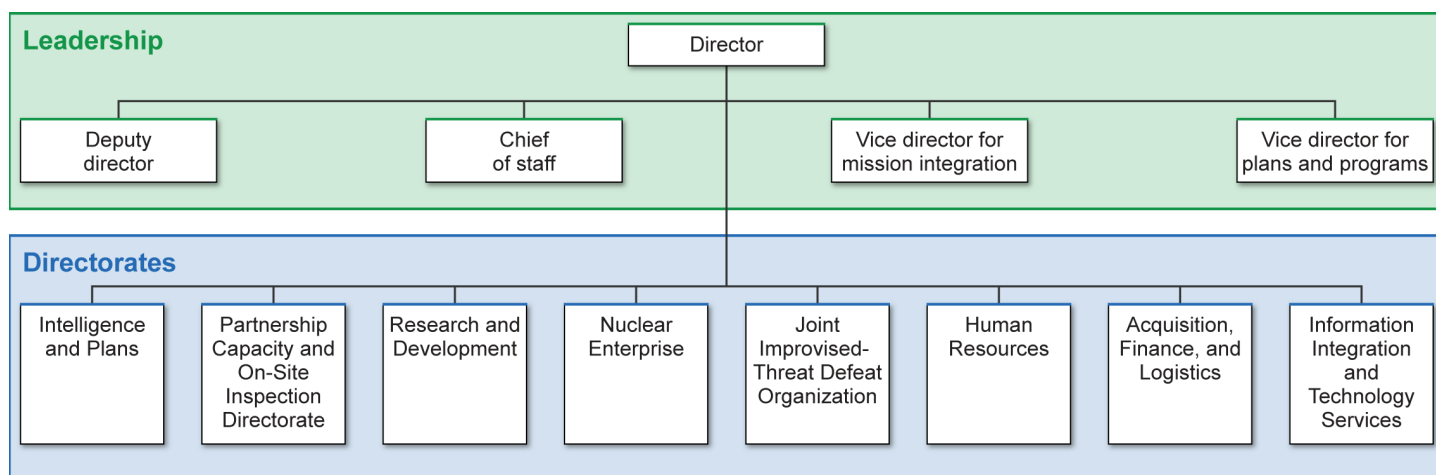 Leadership
Director
Deputy
director
Chief
of staff
Vice director for
mission integration
Vice director for
plans and programs
Directorates
Intelligence
and Plans
Partnership
Capacity and
On-Site
Inspection
Directorate
Research and
Development
Nuclear
Enterprise
Joint
Improvised-
Threat Defeat
Organization
Human
Resources
Acquisition,
Finance, and
Logistics
Information
Integration
and
Technology
Services